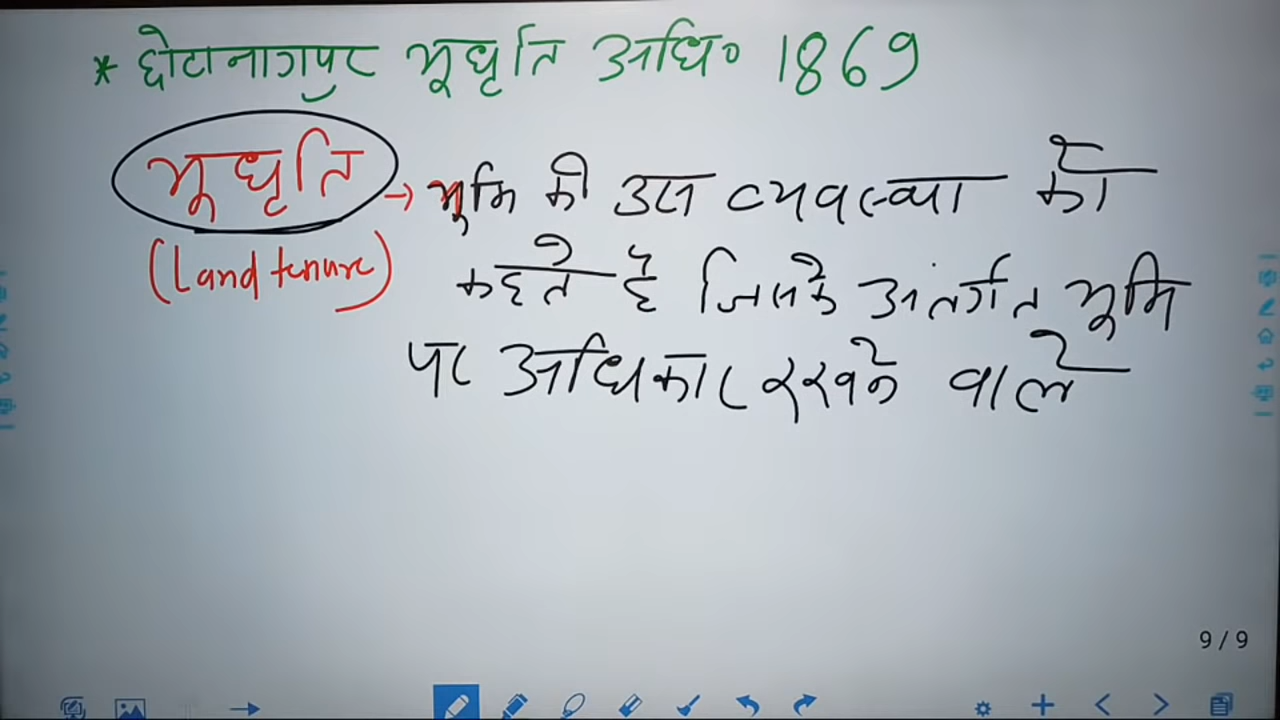 * छोटानागपुर भूधृति अधि० 1869
भूधृति → भूमि की उस व्यवस्था को
(Land tenure) कहते है जिसके अंतर्गत भूमि
पर अधिकार रखने वाले
9 / 9